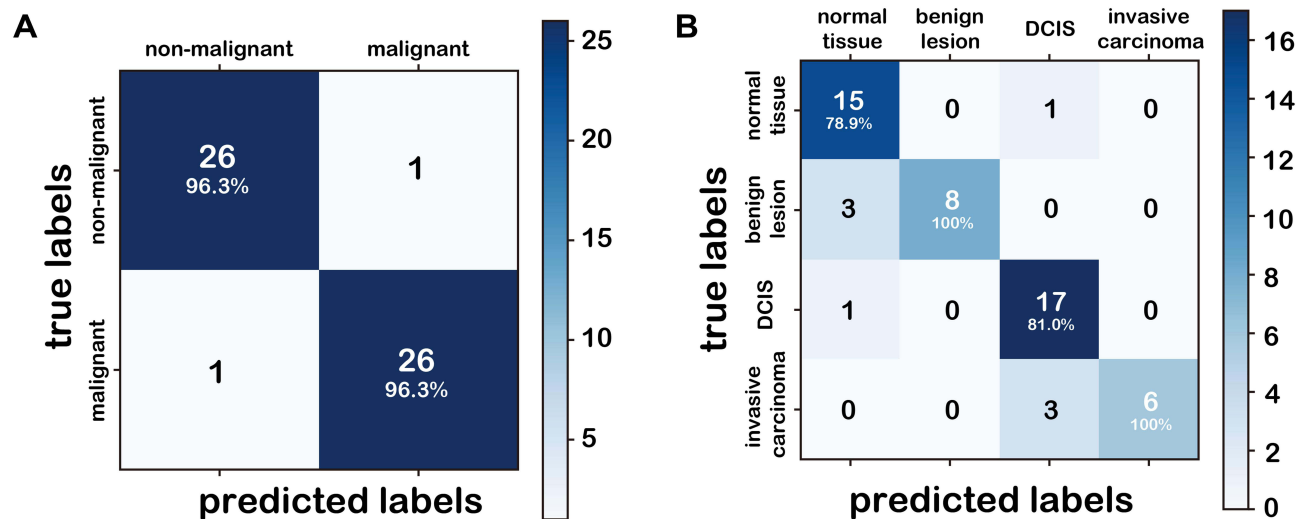 A
non-malignant malignant
25
20
15
10
5
true labels
non-malignant
malignant
26
96.3%
1
1
26
96.3%
predicted labels
B
normal
tissue
benign
lesion
DCIS
invasive
carcinoma
16
14
12
10
8
6
4
2
0
true labels
normal
tissue
benign
lesion
DCIS
invasive
carcinoma
15
78.9%
0
1
0
3
8
100%
0
0
1
0
17
81.0%
0
0
0
3
6
100%
predicted labels